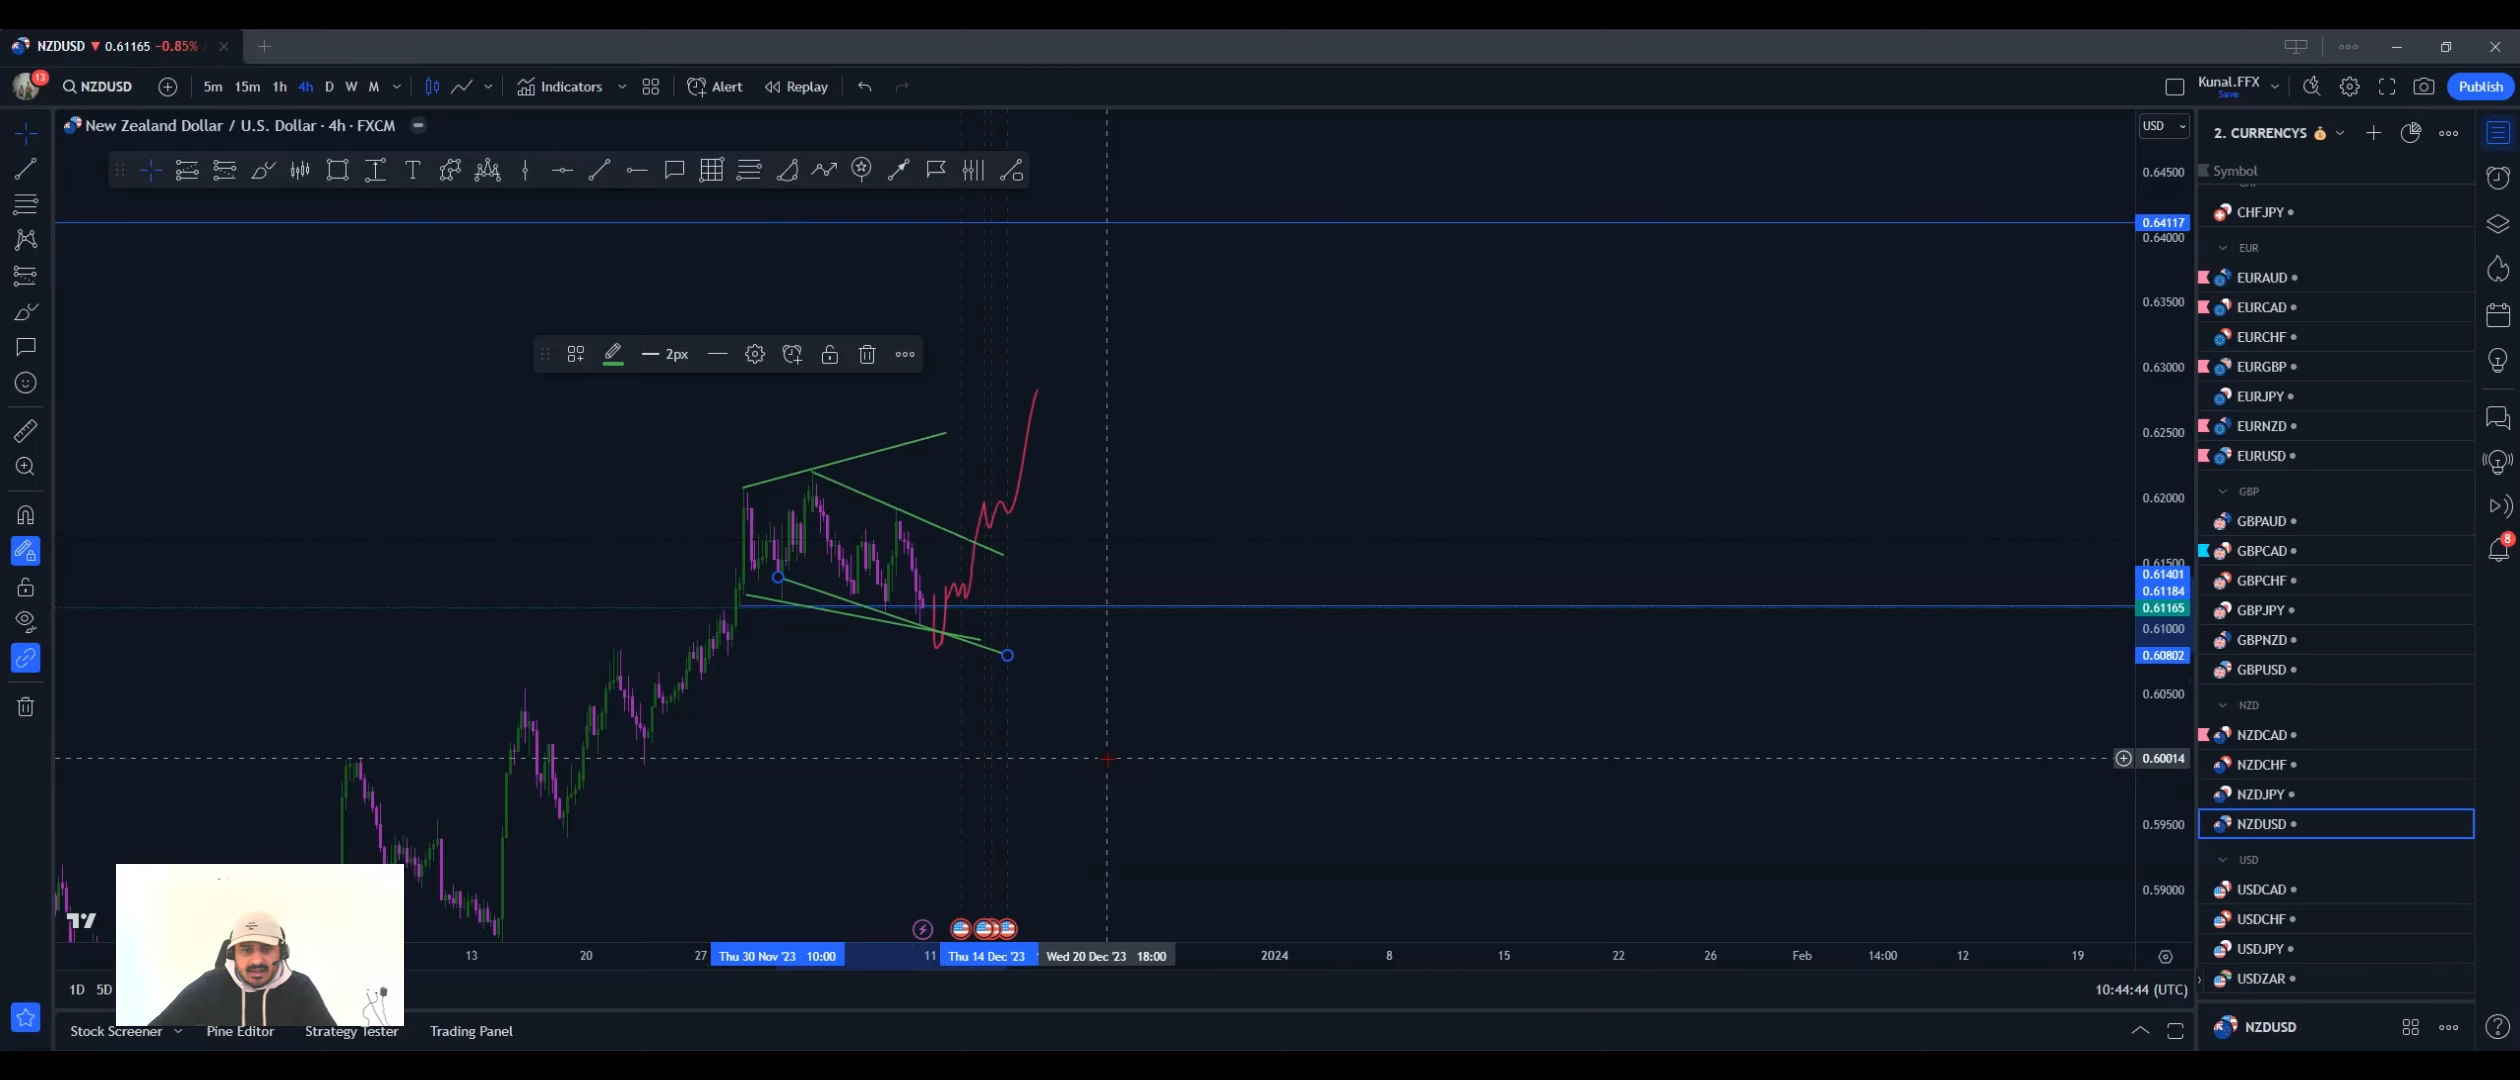 NZDUSD ▼ 0.61165 -0.85%
13
NZDUSD
5m 15m 1h 4h D W M
Indicators
Alert
Replay
Kunal.FFX
Save
Publish
New Zealand Dollar / U.S. Dollar · 4h · FXCM
USD
2px
0.64500
0.64117
0.64000
0.63500
0.63000
0.62500
0.62000
0.61500
0.61401
0.61184
0.61165
0.61000
0.60802
0.60500
0.60014
0.59500
0.59000
13 20 27 Thu 30 Nov '23 10:00 11 Thu 14 Dec '23 Wed 20 Dec '23 18:00 2024 8 15 22 26 Feb 14:00 12 19
1D 5D
10:44:44 (UTC)
Stock Screener Pine Editor Strategy Tester Trading Panel
2. CURRENCYS
Symbol
CHFJPY
EUR
EURAUD
EURCAD
EURCHF
EURGBP
EURJPY
EURNZD
EURUSD
GBP
GBPAUD
GBPCAD
GBPCHF
GBPJPY
GBPNZD
GBPUSD
NZD
NZDCAD
NZDCHF
NZDJPY
NZDUSD
USD
USDCAD
USDCHF
USDJPY
USDZAR
NZDUSD
8